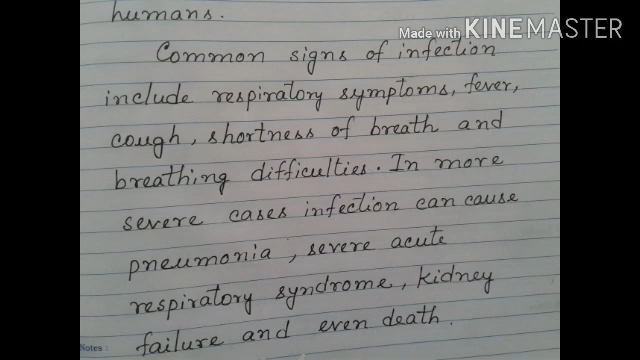 humans.
Made with KINEMASTER
Common signs of infection
include respiratory symptoms, fever,
cough, shortness of breath and
breathing difficulties. In more
severe cases infection can cause
pneumonia, severe acute
respiratory syndrome, kidney
failure and even death.
Notes :